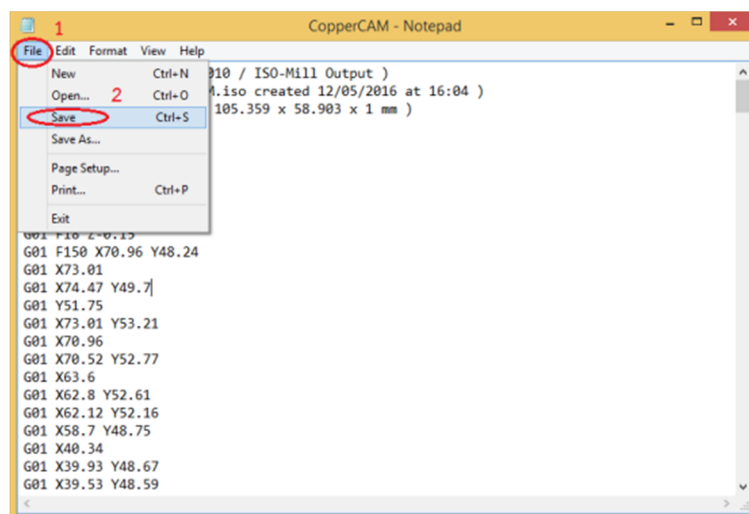 CopperCAM - Notepad
1
File Edit Format View Help
New Ctrl+N
Open... 2 Ctrl+O
Save Ctrl+S
Save As...
Page Setup...
Print... Ctrl+P
Exit
010 / ISO-Mill Output )
M.iso created 12/05/2016 at 16:04 )
105.359 x 58.903 x 1 mm )
G01 F18 Z-0.15
G01 F150 X70.96 Y48.24
G01 X73.01
G01 X74.47 Y49.7
G01 Y51.75
G01 X73.01 Y53.21
G01 X70.96
G01 X70.52 Y52.77
G01 X63.6
G01 X62.8 Y52.61
G01 X62.12 Y52.16
G01 X58.7 Y48.75
G01 X40.34
G01 X39.93 Y48.67
G01 X39.53 Y48.59